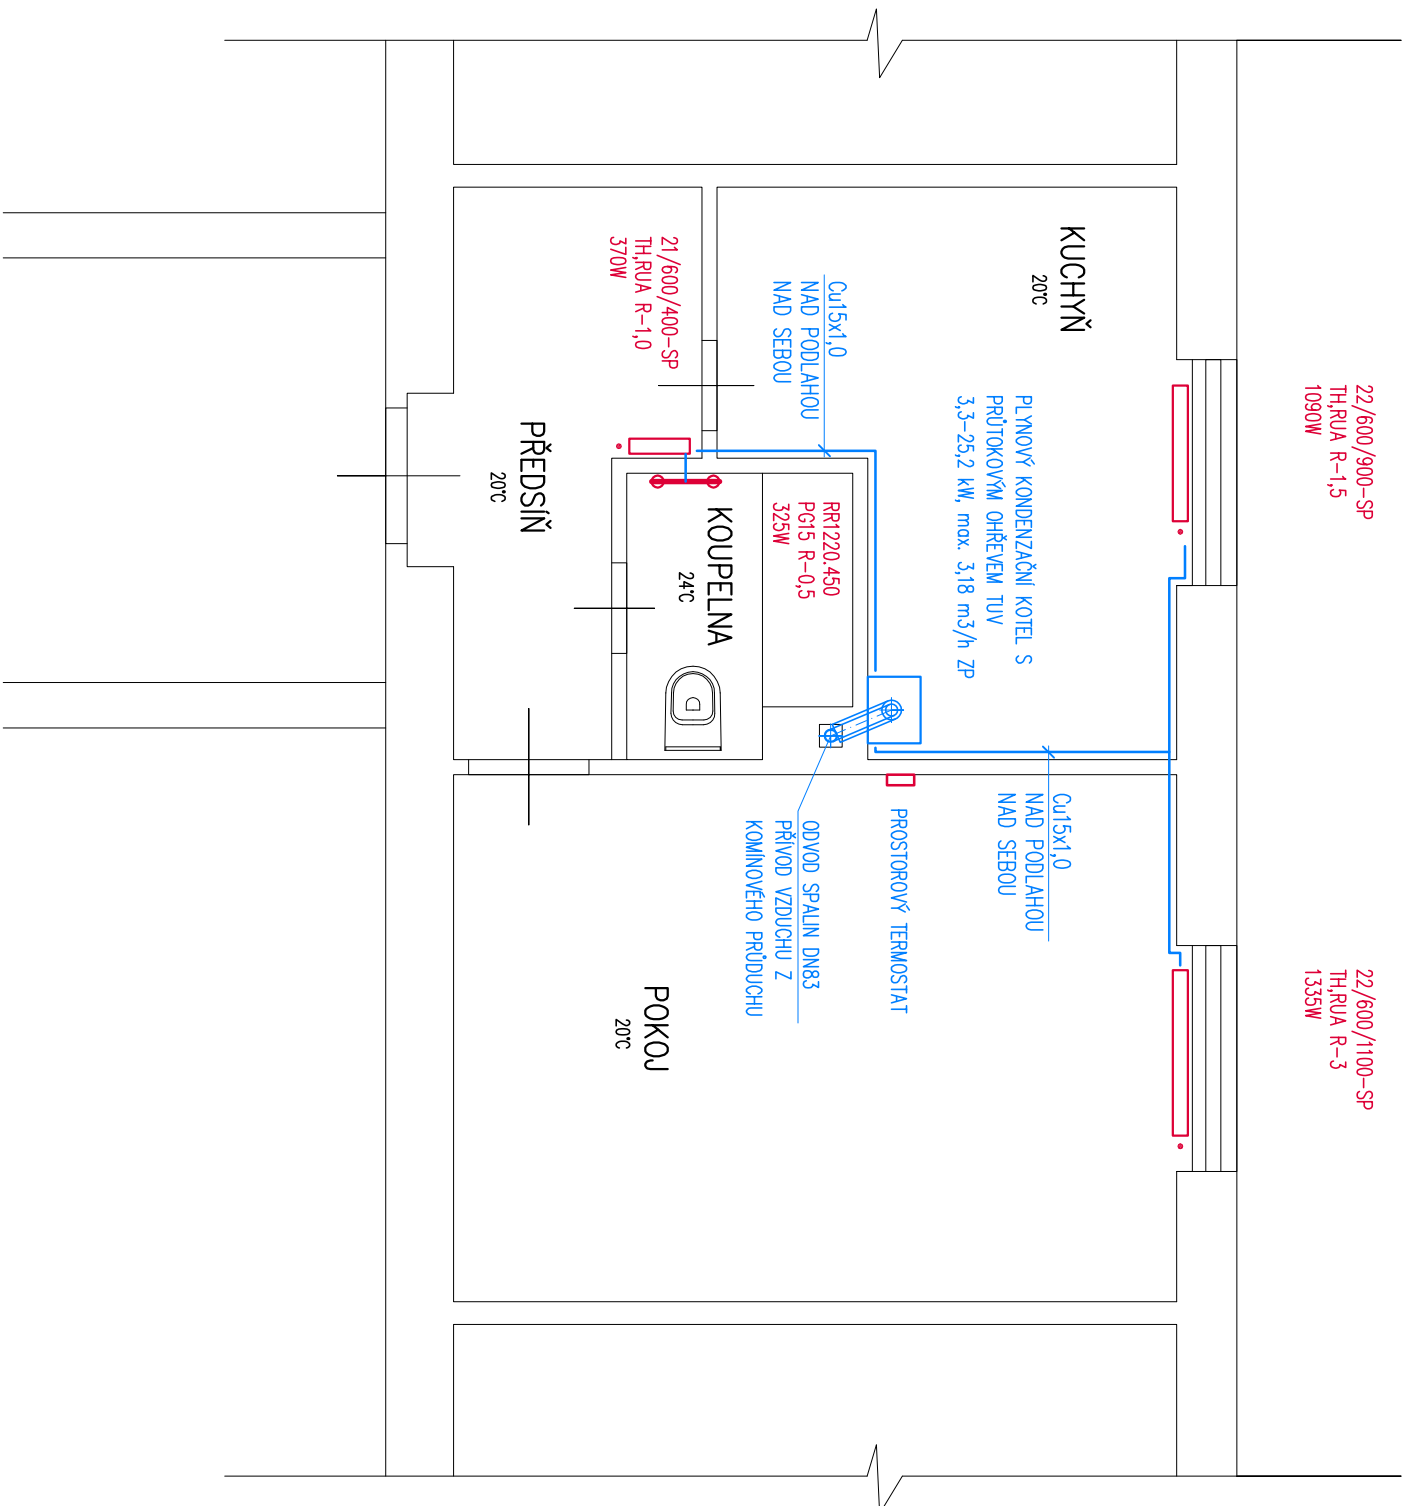 22/600/900-SP
TH,RUA R-1,5
1090W
22/600/1100-SP
TH,RUA R-3
1335W
KUCHYŇ
20°C
PLYNOVÝ KONDENZAČNÍ KOTEL S
PRŮTOKOVÝM OHŘEVEM TUV
3,3-25,2 kW, max. 3,18 m3/h ZP
Cu15x1,0
NAD PODLAHOU
NAD SEBOU
Cu15x1,0
NAD PODLAHOU
NAD SEBOU
PROSTOROVÝ TERMOSTAT
ODVOD SPALIN DN83
PŘÍVOD VZDUCHU Z
KOMÍNOVÉHO PRŮDUCHU
RR1220.450
PG15 R-0,5
325W
KOUPELNA
24°C
21/600/400-SP
TH,RUA R-1,0
370W
POKOJ
20°C
PŘEDSÍŇ
20°C